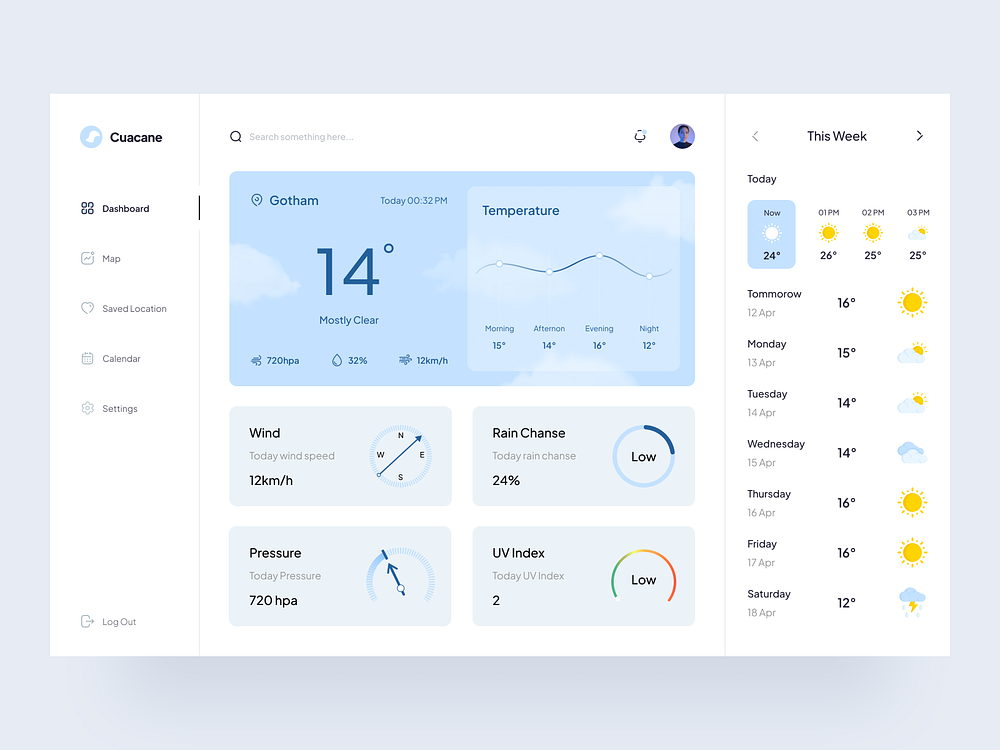 Cuacane
Dashboard
Map
Saved Location
Calendar
Settings
Log Out
Search something here...
Gotham
Today 00:32 PM
14°
Mostly Clear
720hpa
32%
12km/h
Temperature
Morning Afternon Evening Night
15° 14° 16° 12°
Wind
Today wind speed
12km/h
N
W E
S
Rain Chanse
Today rain chanse
24%
Low
Pressure
Today Pressure
720 hpa
UV Index
Today UV Index
2
Low
This Week
Today
Now 01 PM 02 PM 03 PM
24° 26° 25° 25°
Tommorow
12 Apr
16°
Monday
13 Apr
15°
Tuesday
14 Apr
14°
Wednesday
15 Apr
14°
Thursday
16 Apr
16°
Friday
17 Apr
16°
Saturday
18 Apr
12°